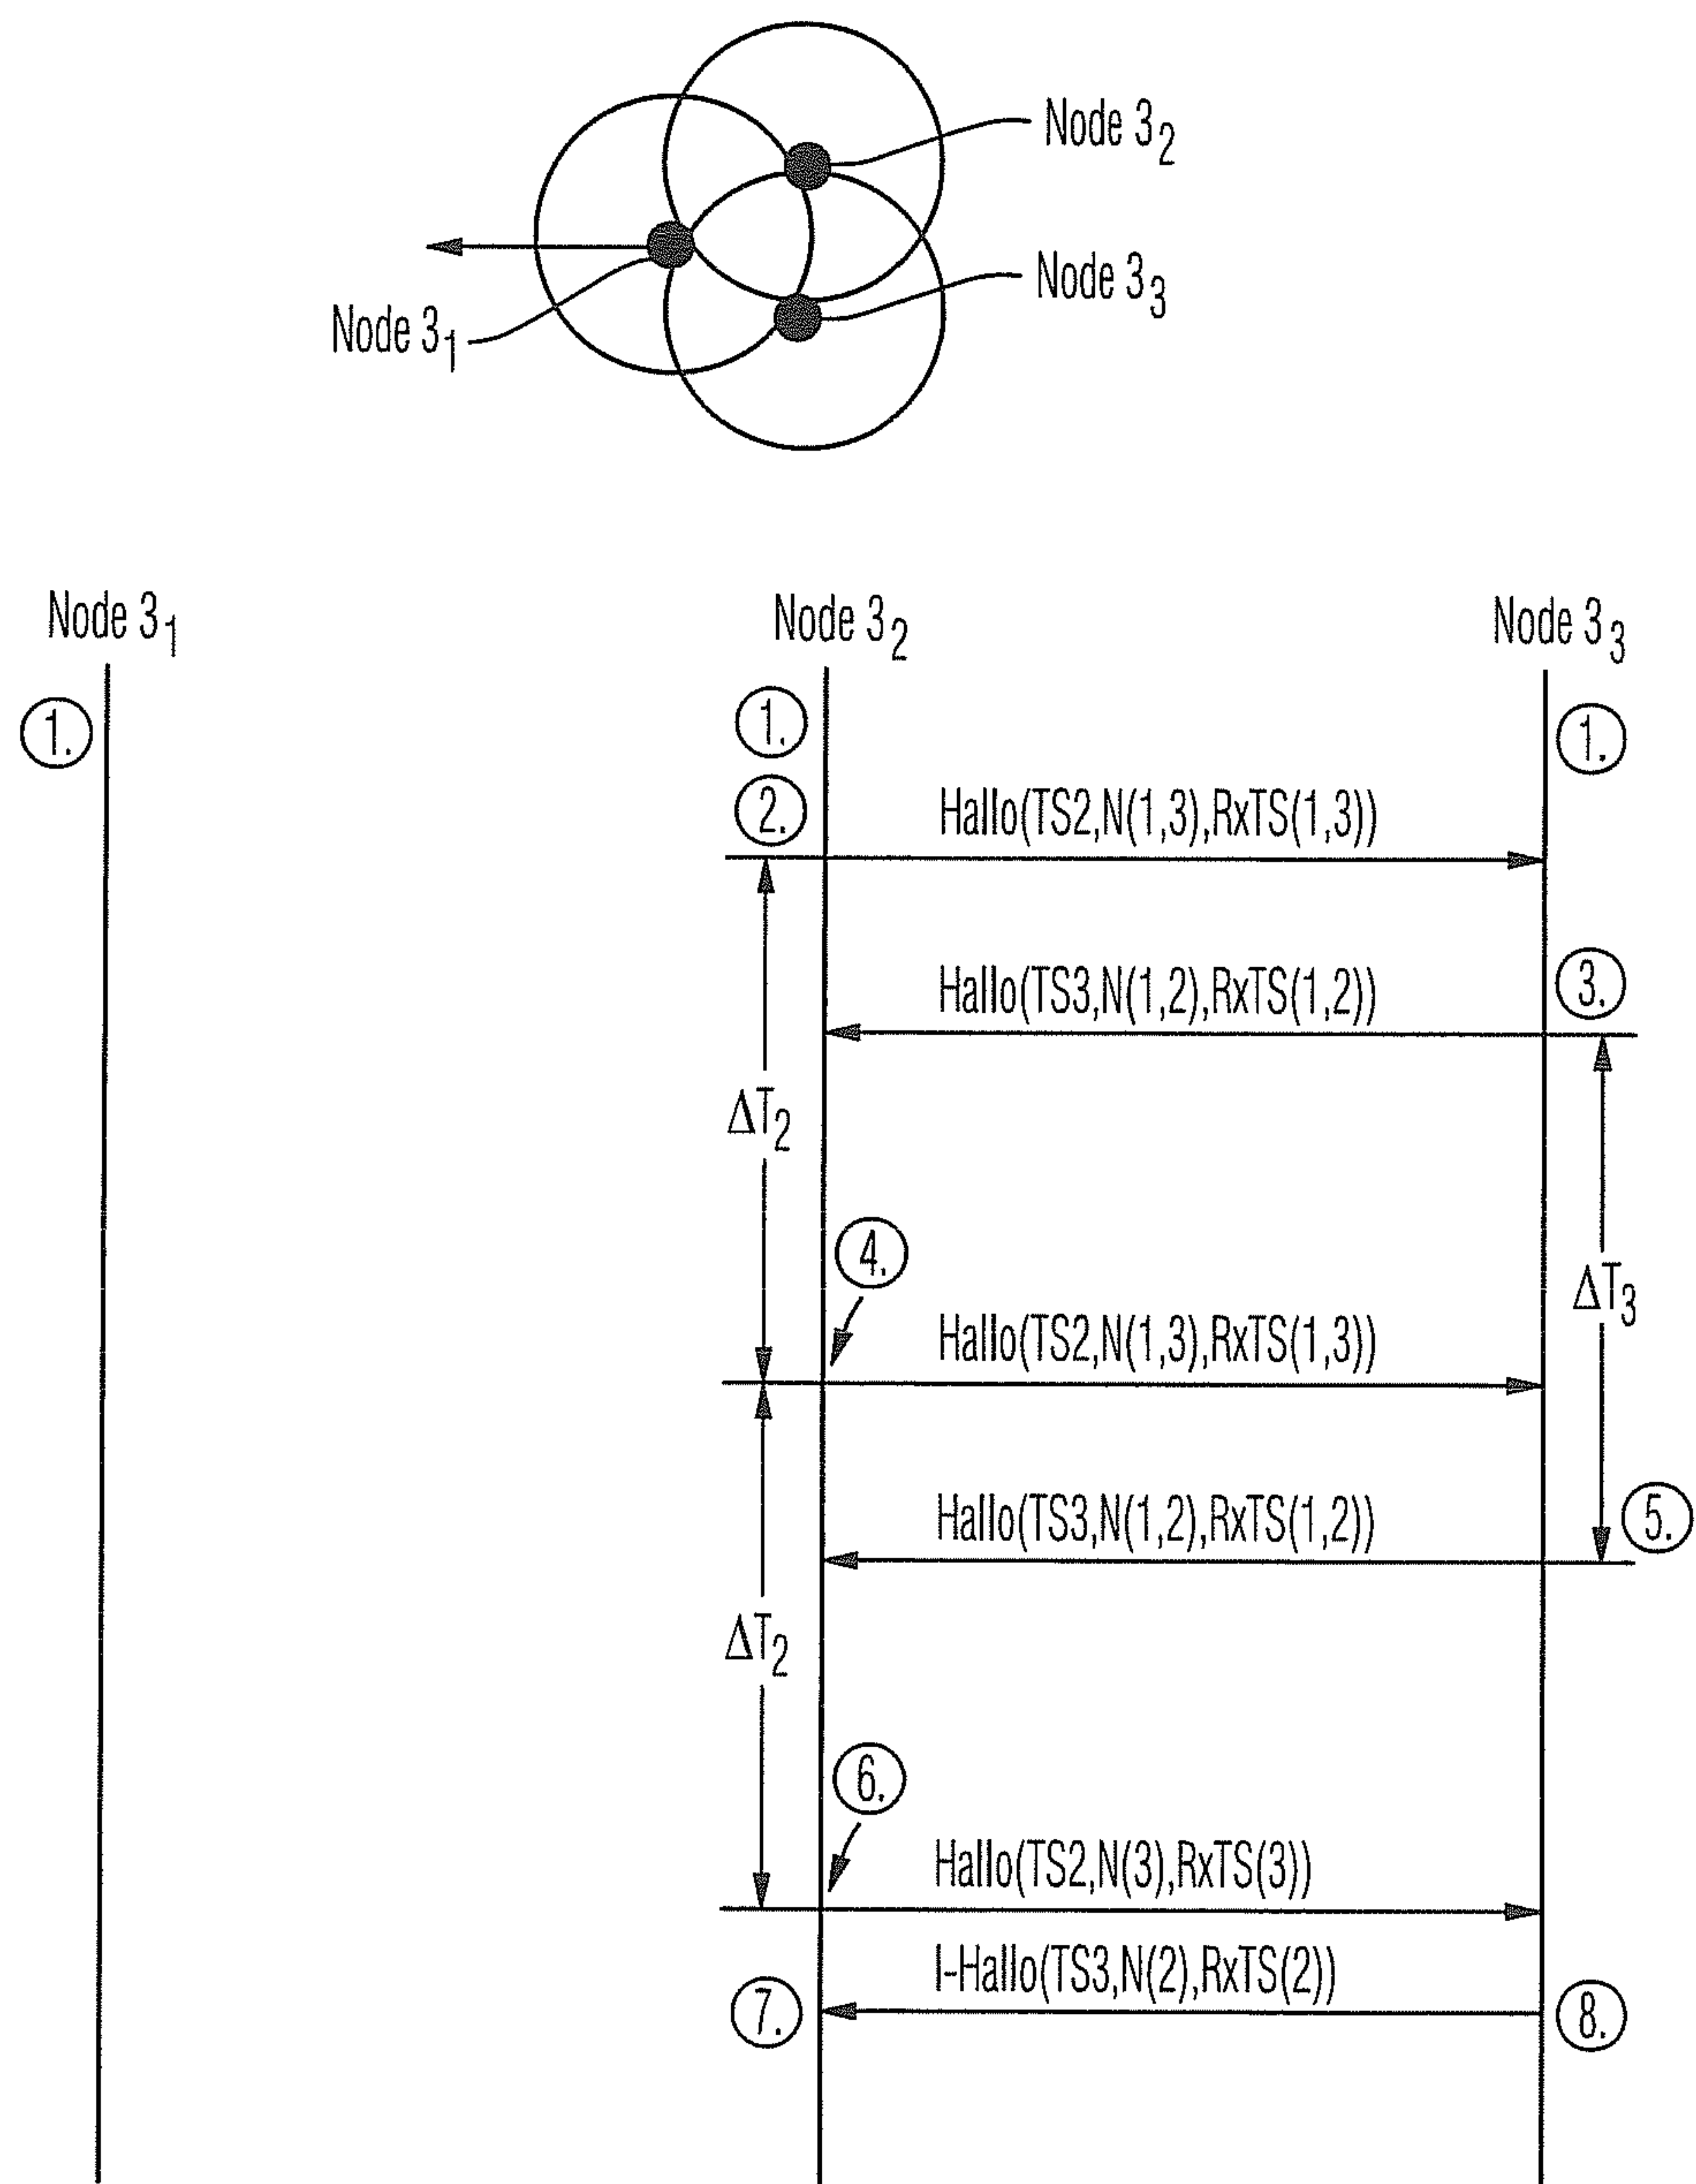 Node 3₂
Node 3₃
Node 3₁
Node 3₁
Node 3₂
Node 3₃
1.
1.
1.
2.
Hallo(TS2,N(1,3),RxTS(1,3))
Hallo(TS3,N(1,2),RxTS(1,2))
3.
ΔT₂
4.
ΔT₃
Hallo(TS2,N(1,3),RxTS(1,3))
Hallo(TS3,N(1,2),RxTS(1,2))
5.
ΔT₂
6.
Hallo(TS2,N(3),RxTS(3))
I-Hallo(TS3,N(2),RxTS(2))
7.
8.